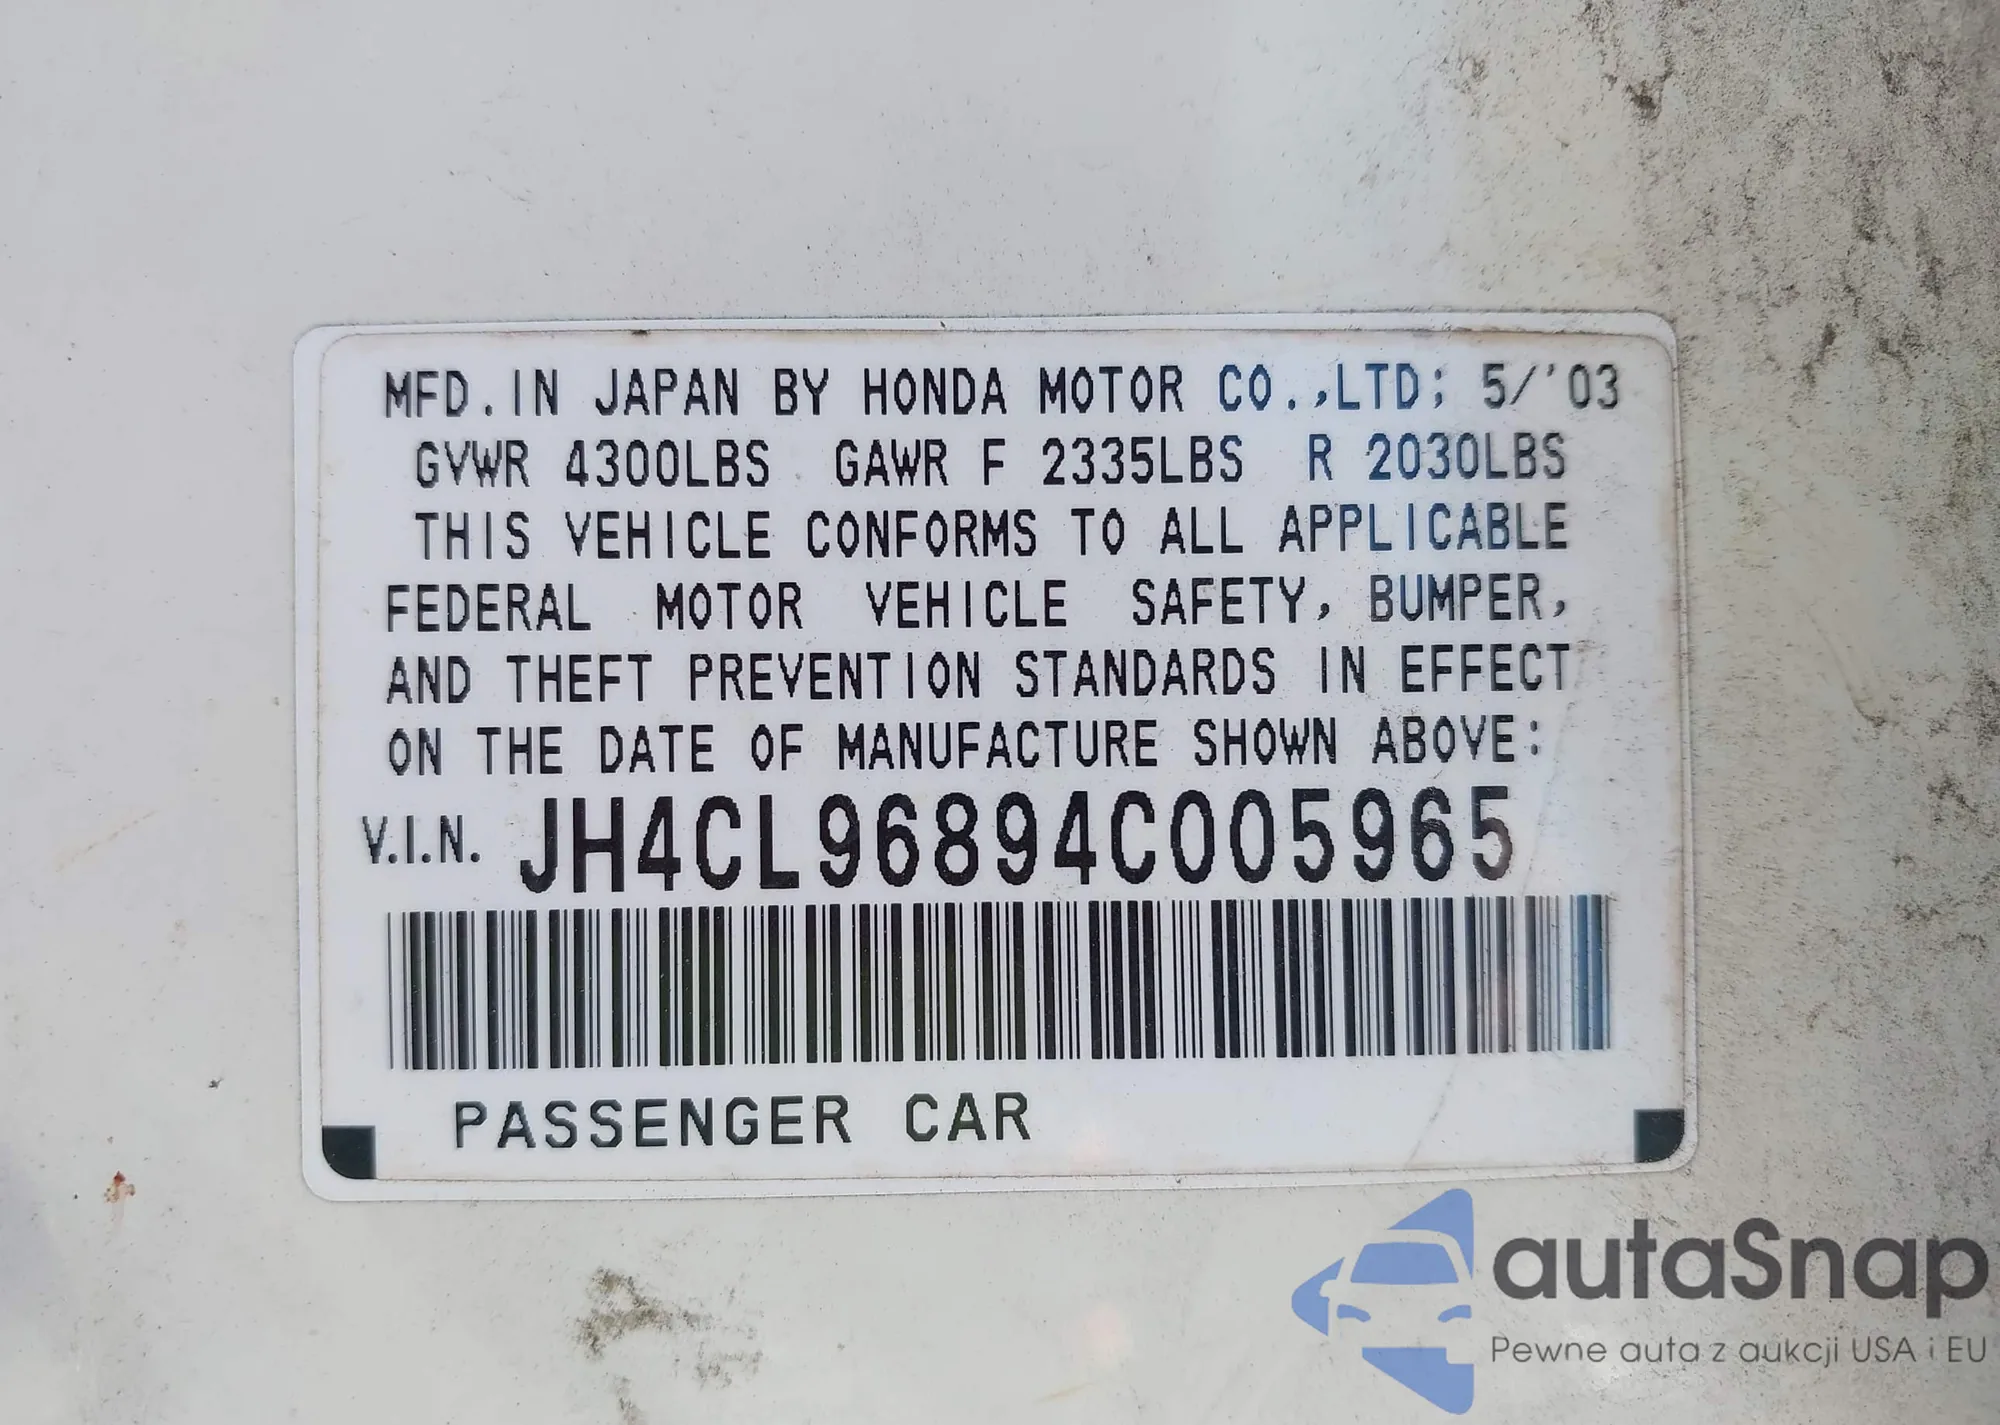 MFD. IN JAPAN BY HONDA MOTOR CO.,LTD; 5/'03
GVWR 4300LBS GAWR F 2335LBS R 2030LBS
THIS VEHICLE CONFORMS TO ALL APPLICABLE
FEDERAL MOTOR VEHICLE SAFETY, BUMPER,
AND THEFT PREVENTION STANDARDS IN EFFECT
ON THE DATE OF MANUFACTURE SHOWN ABOVE:
V.I.N. JH4CL96894C005965
PASSENGER CAR
autaSnap
Pewne auta z aukcji USA i EU